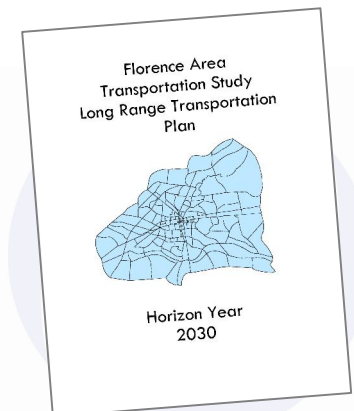 Florence Area
Transportation Study
Long Range Transportation
Plan
Horizon Year
2030